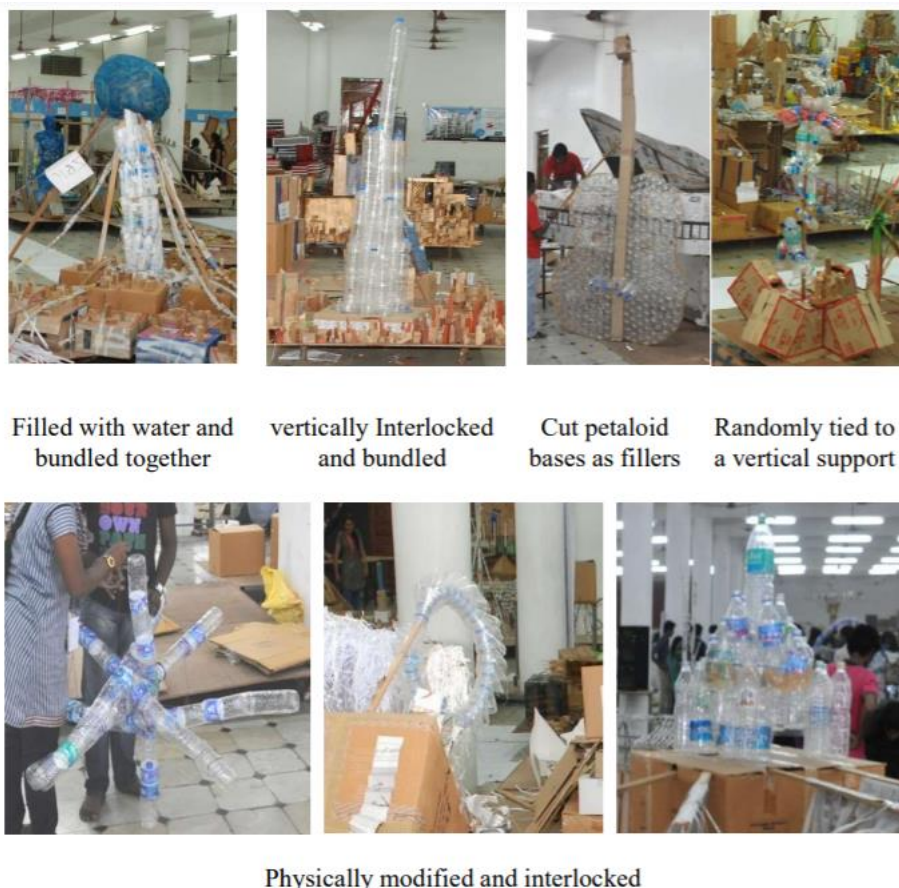 Filled with water and
bundled together
vertically Interlocked
and bundled
Cut petaloid
bases as fillers
Randomly tied to
a vertical support
OWN
Physically modified and interlocked